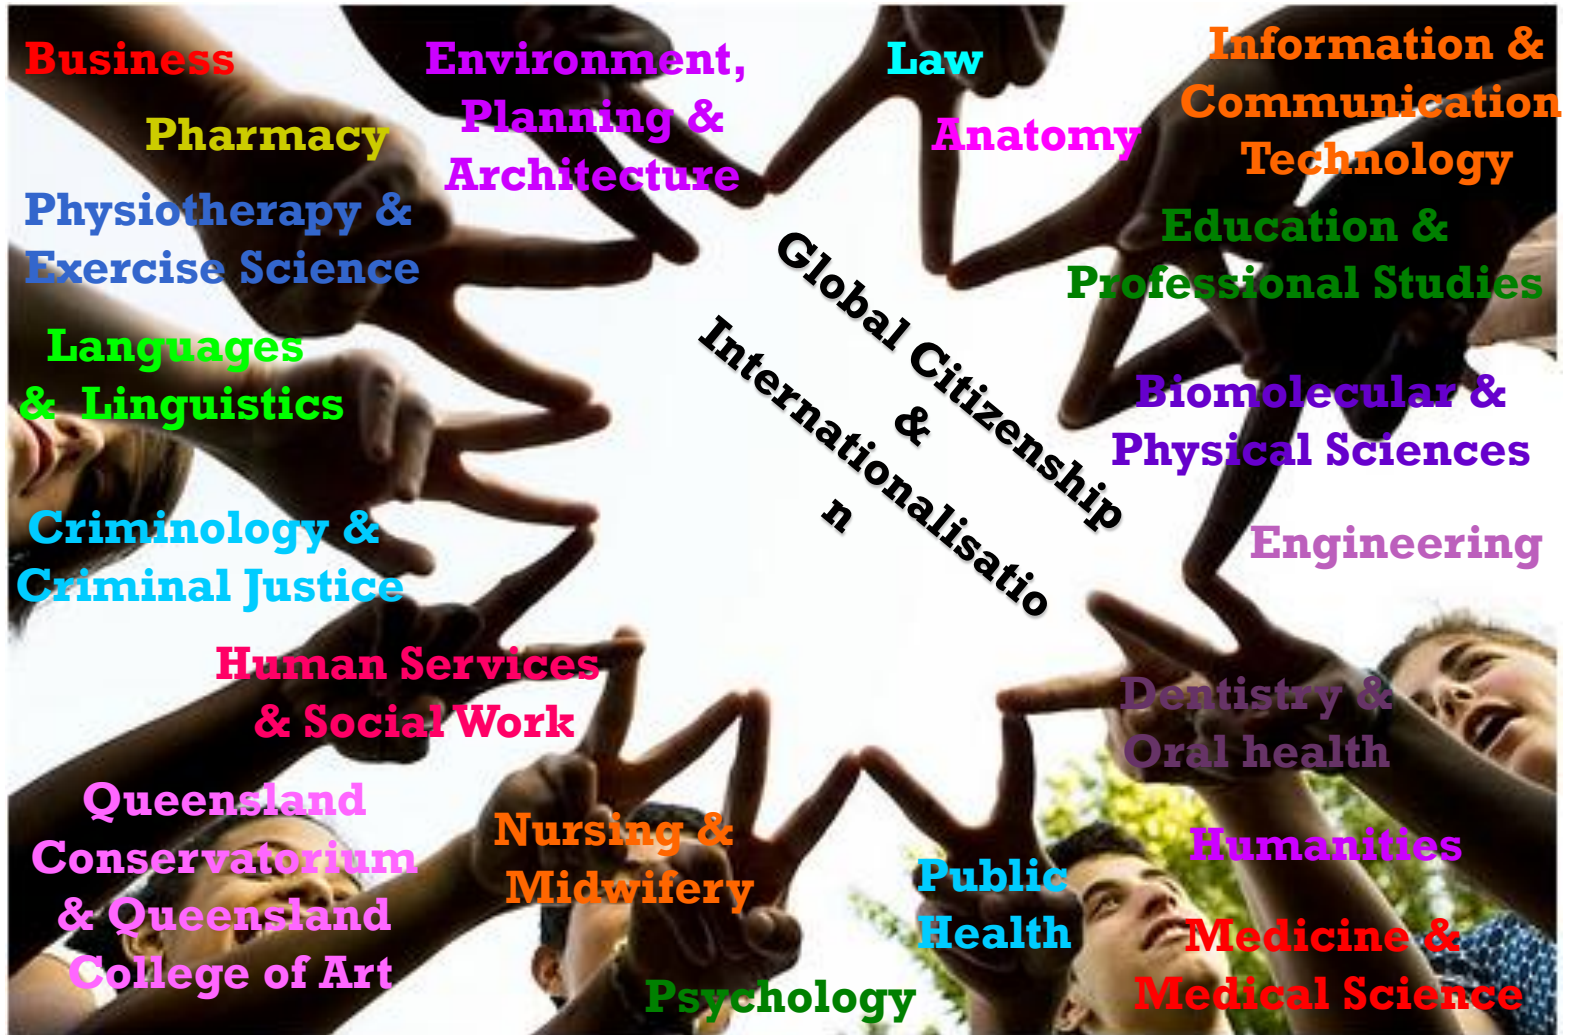 Business
Pharmacy
Physiotherapy &
Exercise Science
Languages
& Linguistics
Criminology &
Criminal Justice
Human Services
& Social Work
Queensland
Conservatorium
& Queensland
College of Art
Environment,
Planning &
Architecture
Law
Anatomy
Information &
Communication
Technology
Education &
Professional Studies
Global Citizenship
&
Internationalisatio
n
Biomolecular &
Physical Sciences
Engineering
Dentistry &
Oral health
Nursing &
Midwifery
Public
Health
Humanities
Medicine &
Medical Science
Psychology